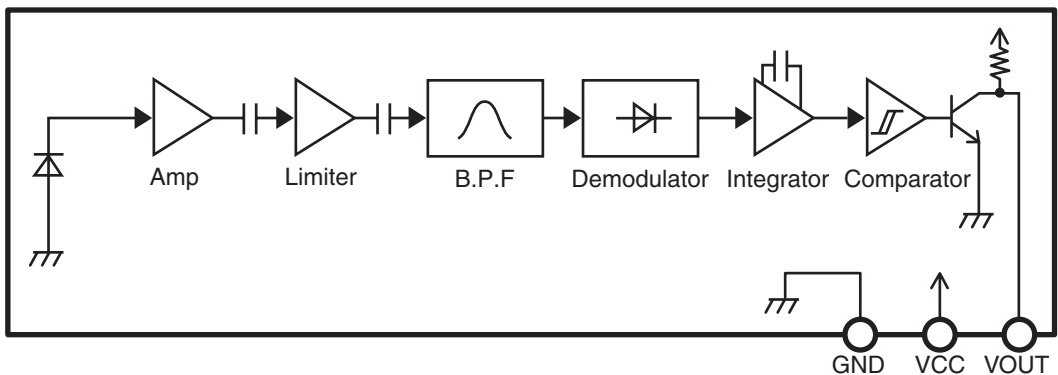 Amp
Limiter
B.P.F
Demodulator
Integrator
Comparator
GND
VCC
VOUT